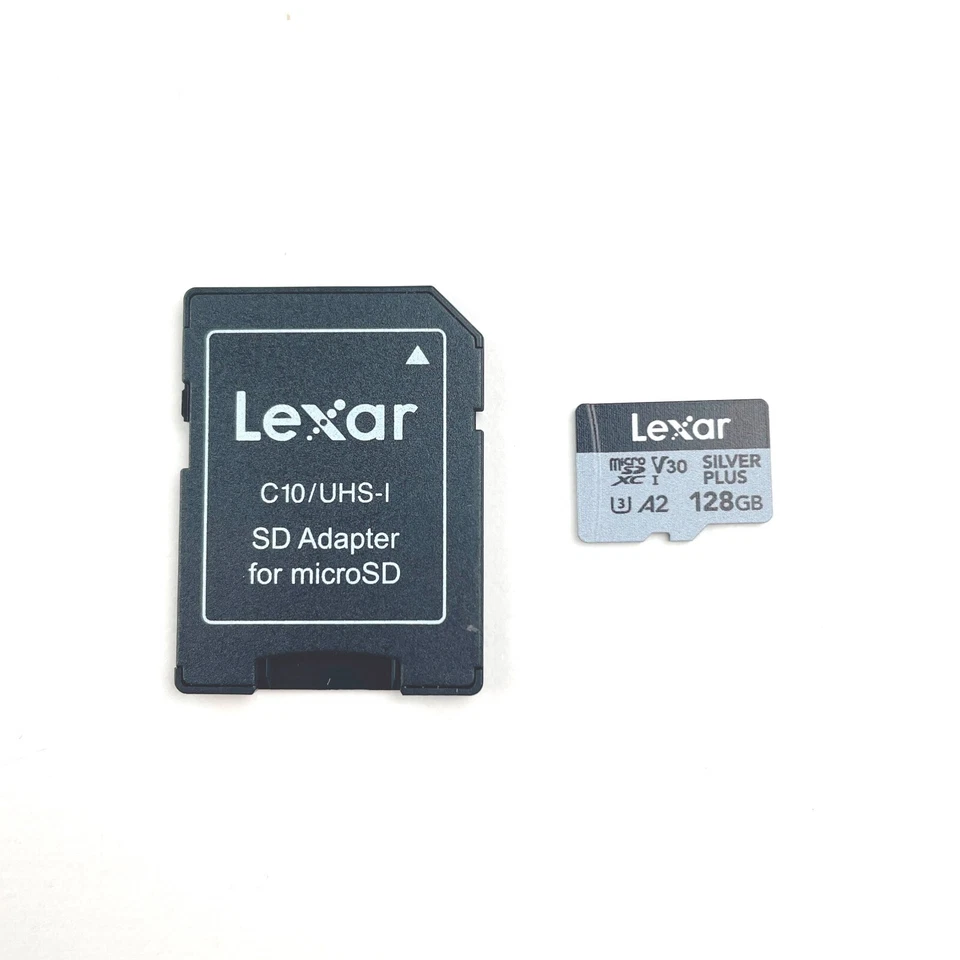 Lexar
C10/UHS-I
SD Adapter
for microSD
Lexar
micro SD XC I V30 SILVER PLUS
U3 A2 128GB